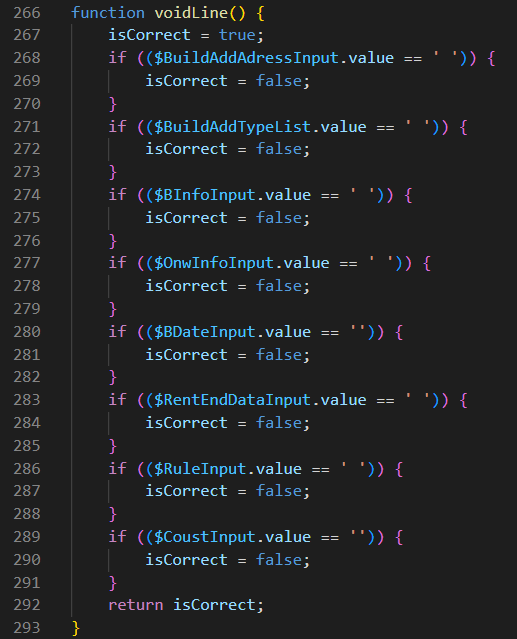 266 function voidLine() {
267     isCorrect = true;
268     if (($BuildAddAdressInput.value == ' ')) {
269         isCorrect = false;
270     }
271     if (($BuildAddTypeList.value == ' ')) {
272         isCorrect = false;
273     }
274     if (($BInfoInput.value == ' ')) {
275         isCorrect = false;
276     }
277     if (($OnwInfoInput.value == ' ')) {
278         isCorrect = false;
279     }
280     if (($BDateInput.value == '')) {
281         isCorrect = false;
282     }
283     if (($RentEndDataInput.value == ' ')) {
284         isCorrect = false;
285     }
286     if (($RuleInput.value == ' ')) {
287         isCorrect = false;
288     }
289     if (($CoustInput.value == '')) {
290         isCorrect = false;
291     }
292     return isCorrect;
293 }